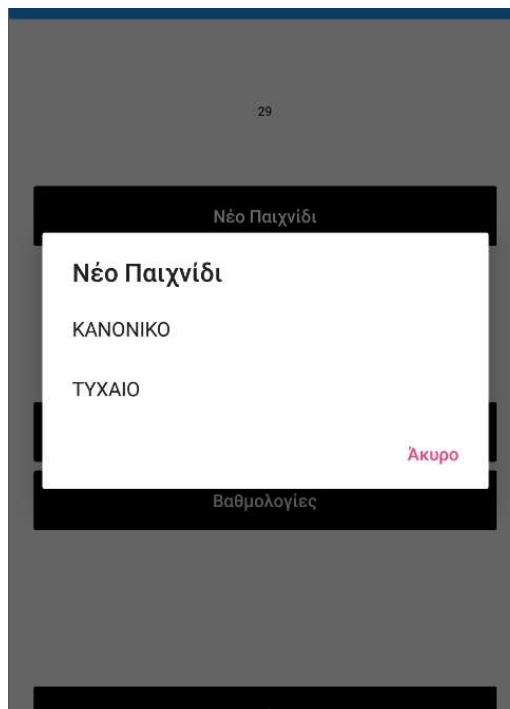 29
Νέο Παιχνίδι
Νέο Παιχνίδι
ΚΑΝΟΝΙΚΟ
ΤΥΧΑΙΟ
Άκυρο
Βαθμολογίες